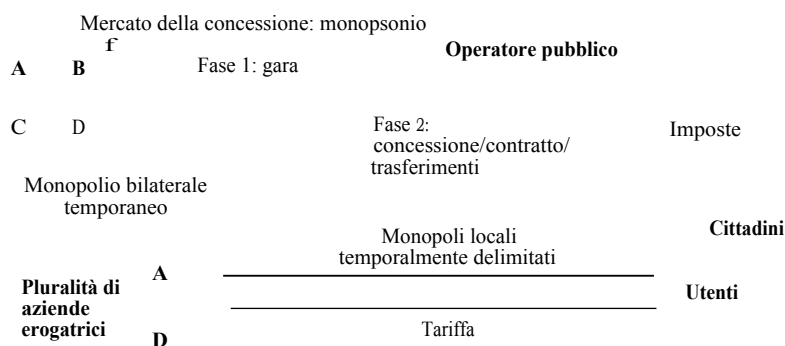 Mercato della concessione: monopsonio
f
Operatore pubblico
A B Fase 1: gara
C D
Fase 2:
concessione/contratto/
trasferimenti
Imposte
Monopolio bilaterale
temporaneo
Cittadini
Monopoli locali
temporalmente delimitati
A
Pluralità di
aziende
erogatrici
Utenti
D
Tariffa